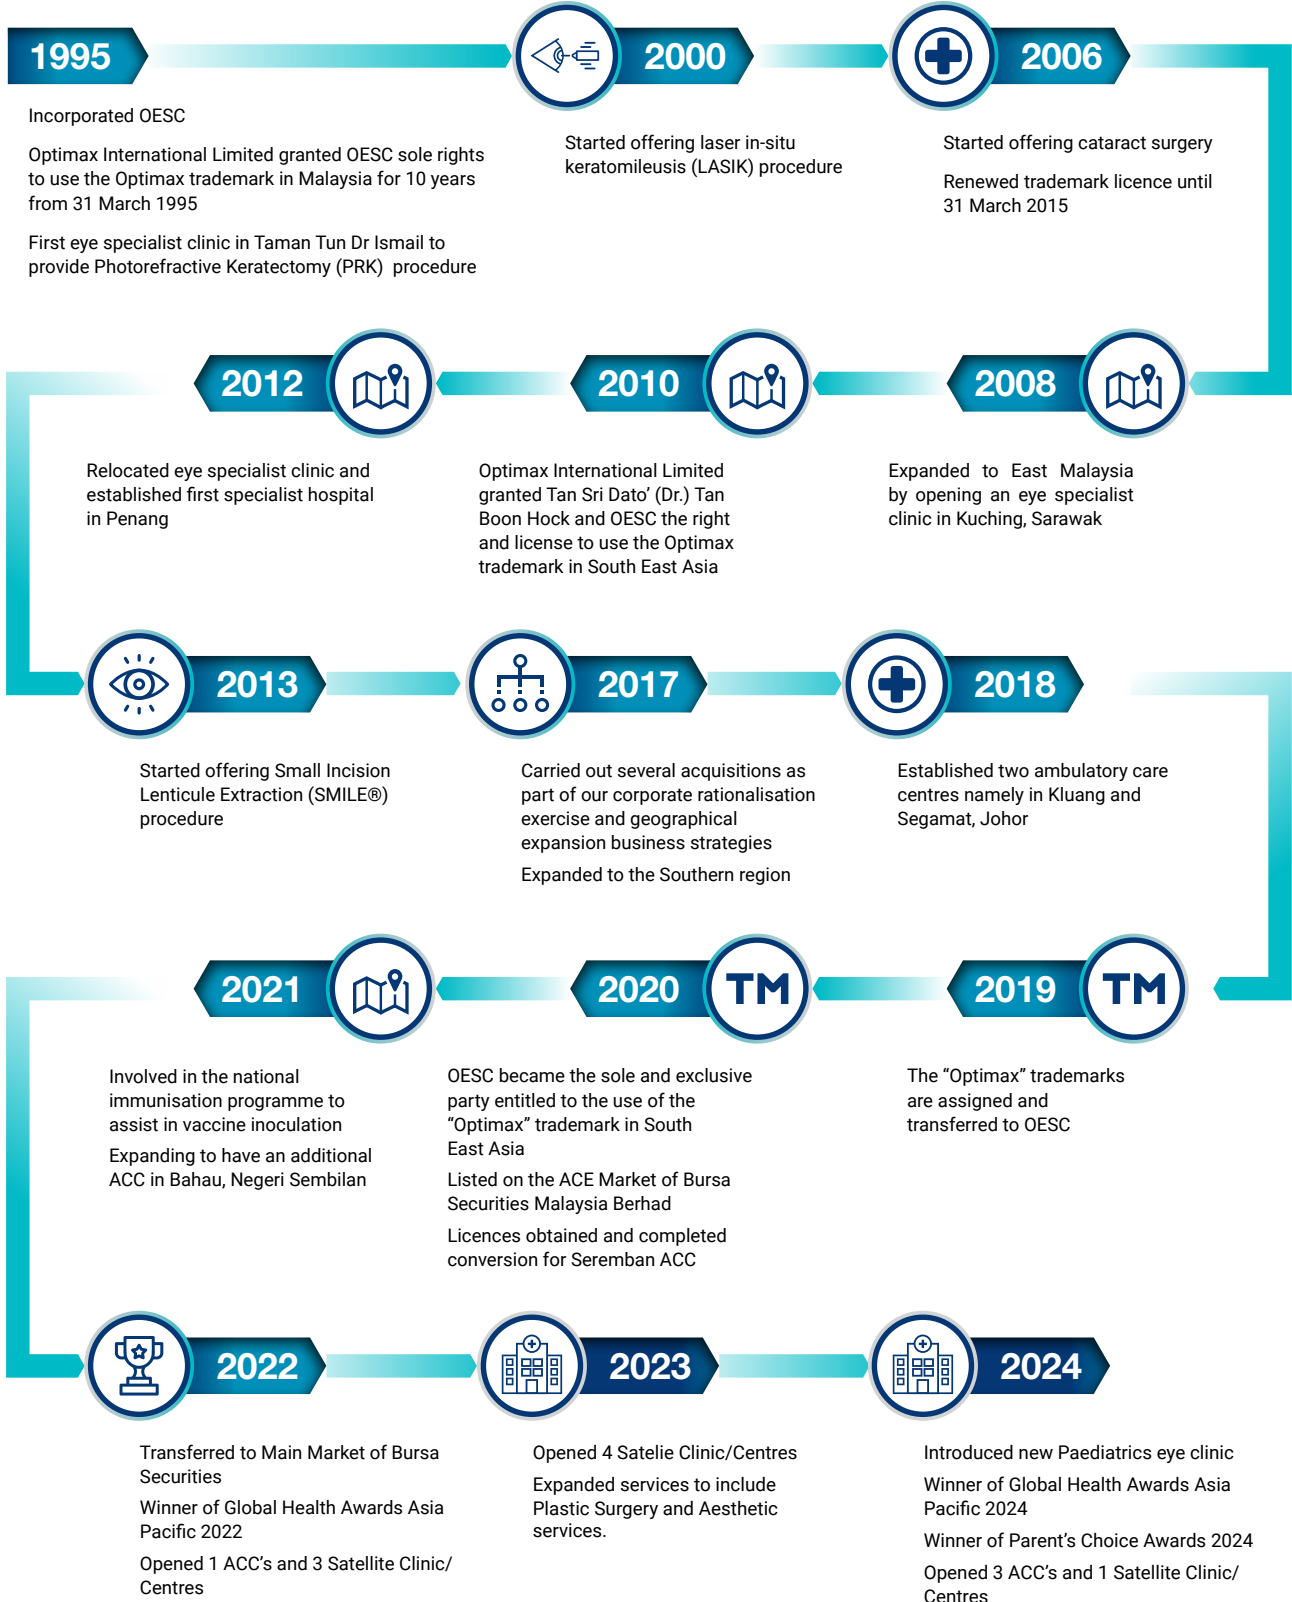 1995
Incorporated OESC
Optimax International Limited granted OESC sole rights
to use the Optimax trademark in Malaysia for 10 years
from 31 March 1995
First eye specialist clinic in Taman Tun Dr Ismail to
provide Photorefractive Keratectomy (PRK) procedure
2000
Started offering laser in-situ
keratomileusis (LASIK) procedure
2006
Started offering cataract surgery
Renewed trademark licence until
31 March 2015
2008
Expanded to East Malaysia
by opening an eye specialist
clinic in Kuching, Sarawak
2010
Optimax International Limited
granted Tan Sri Dato’ (Dr.) Tan
Boon Hock and OESC the right
and license to use the Optimax
trademark in South East Asia
2012
Relocated eye specialist clinic and
established first specialist hospital
in Penang
2013
Started offering Small Incision
Lenticule Extraction (SMILE®)
procedure
2017
Carried out several acquisitions as
part of our corporate rationalisation
exercise and geographical
expansion business strategies
Expanded to the Southern region
2018
Established two ambulatory care
centres namely in Kluang and
Segamat, Johor
2019
TM
The “Optimax” trademarks
are assigned and
transferred to OESC
2020
TM
OESC became the sole and exclusive
party entitled to the use of the
“Optimax” trademark in South
East Asia
Listed on the ACE Market of Bursa
Securities Malaysia Berhad
Licences obtained and completed
conversion for Seremban ACC
2021
Involved in the national
immunisation programme to
assist in vaccine inoculation
Expanding to have an additional
ACC in Bahau, Negeri Sembilan
2022
Transferred to Main Market of Bursa
Securities
Winner of Global Health Awards Asia
Pacific 2022
Opened 1 ACC’s and 3 Satellite Clinic/
Centres
2023
Opened 4 Satelie Clinic/Centres
Expanded services to include
Plastic Surgery and Aesthetic
services.
2024
Introduced new Paediatrics eye clinic
Winner of Global Health Awards Asia
Pacific 2024
Winner of Parent’s Choice Awards 2024
Opened 3 ACC’s and 1 Satellite Clinic/
Centres